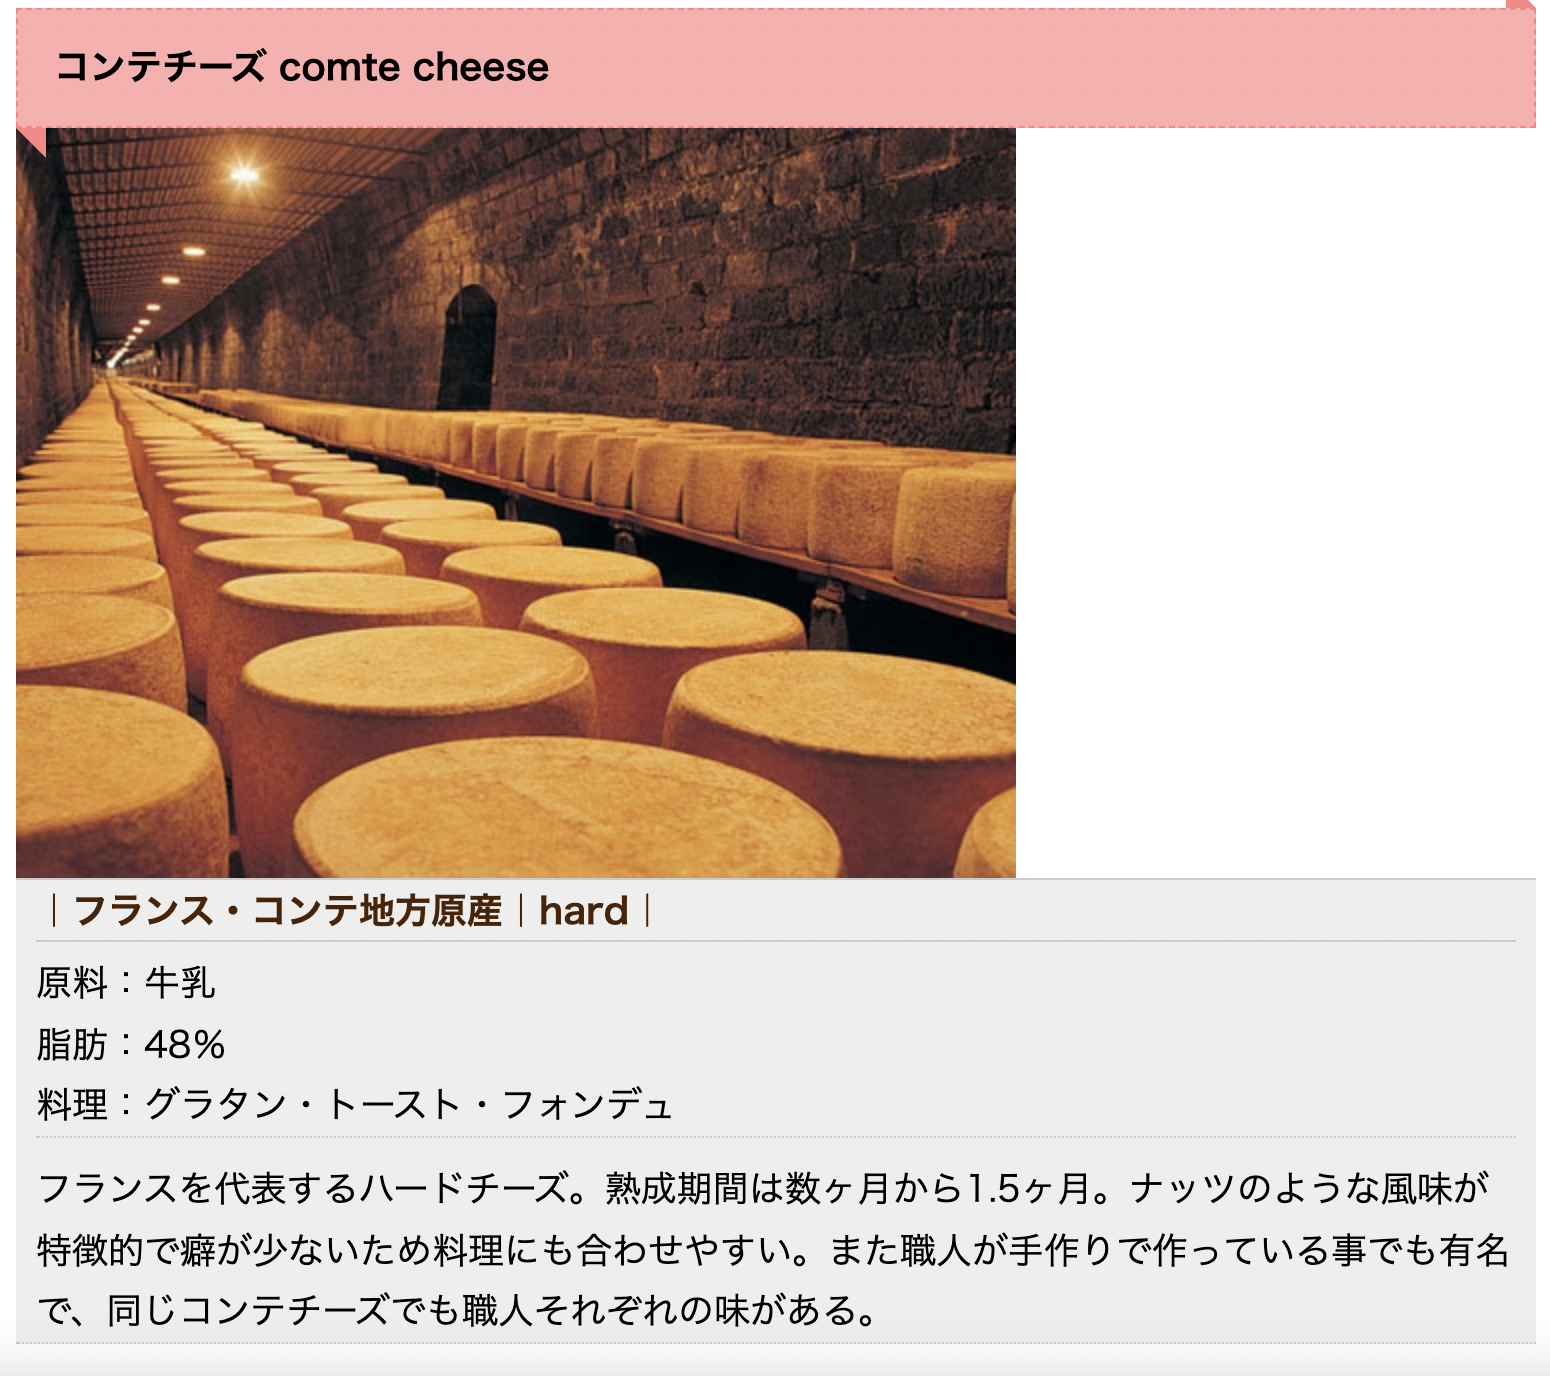 コンテチーズ comte cheese
｜フランス・コンテ地方原産｜hard｜
原料：牛乳
脂肪：48%
料理：グラタン・トースト・フォンデュ
フランスを代表するハードチーズ。熟成期間は数ヶ月から1.5ヶ月。ナッツのような風味が
特徴的で癖が少ないため料理にも合わせやすい。また職人が手作りで作っている事でも有名
で、同じコンテチーズでも職人それぞれの味がある。